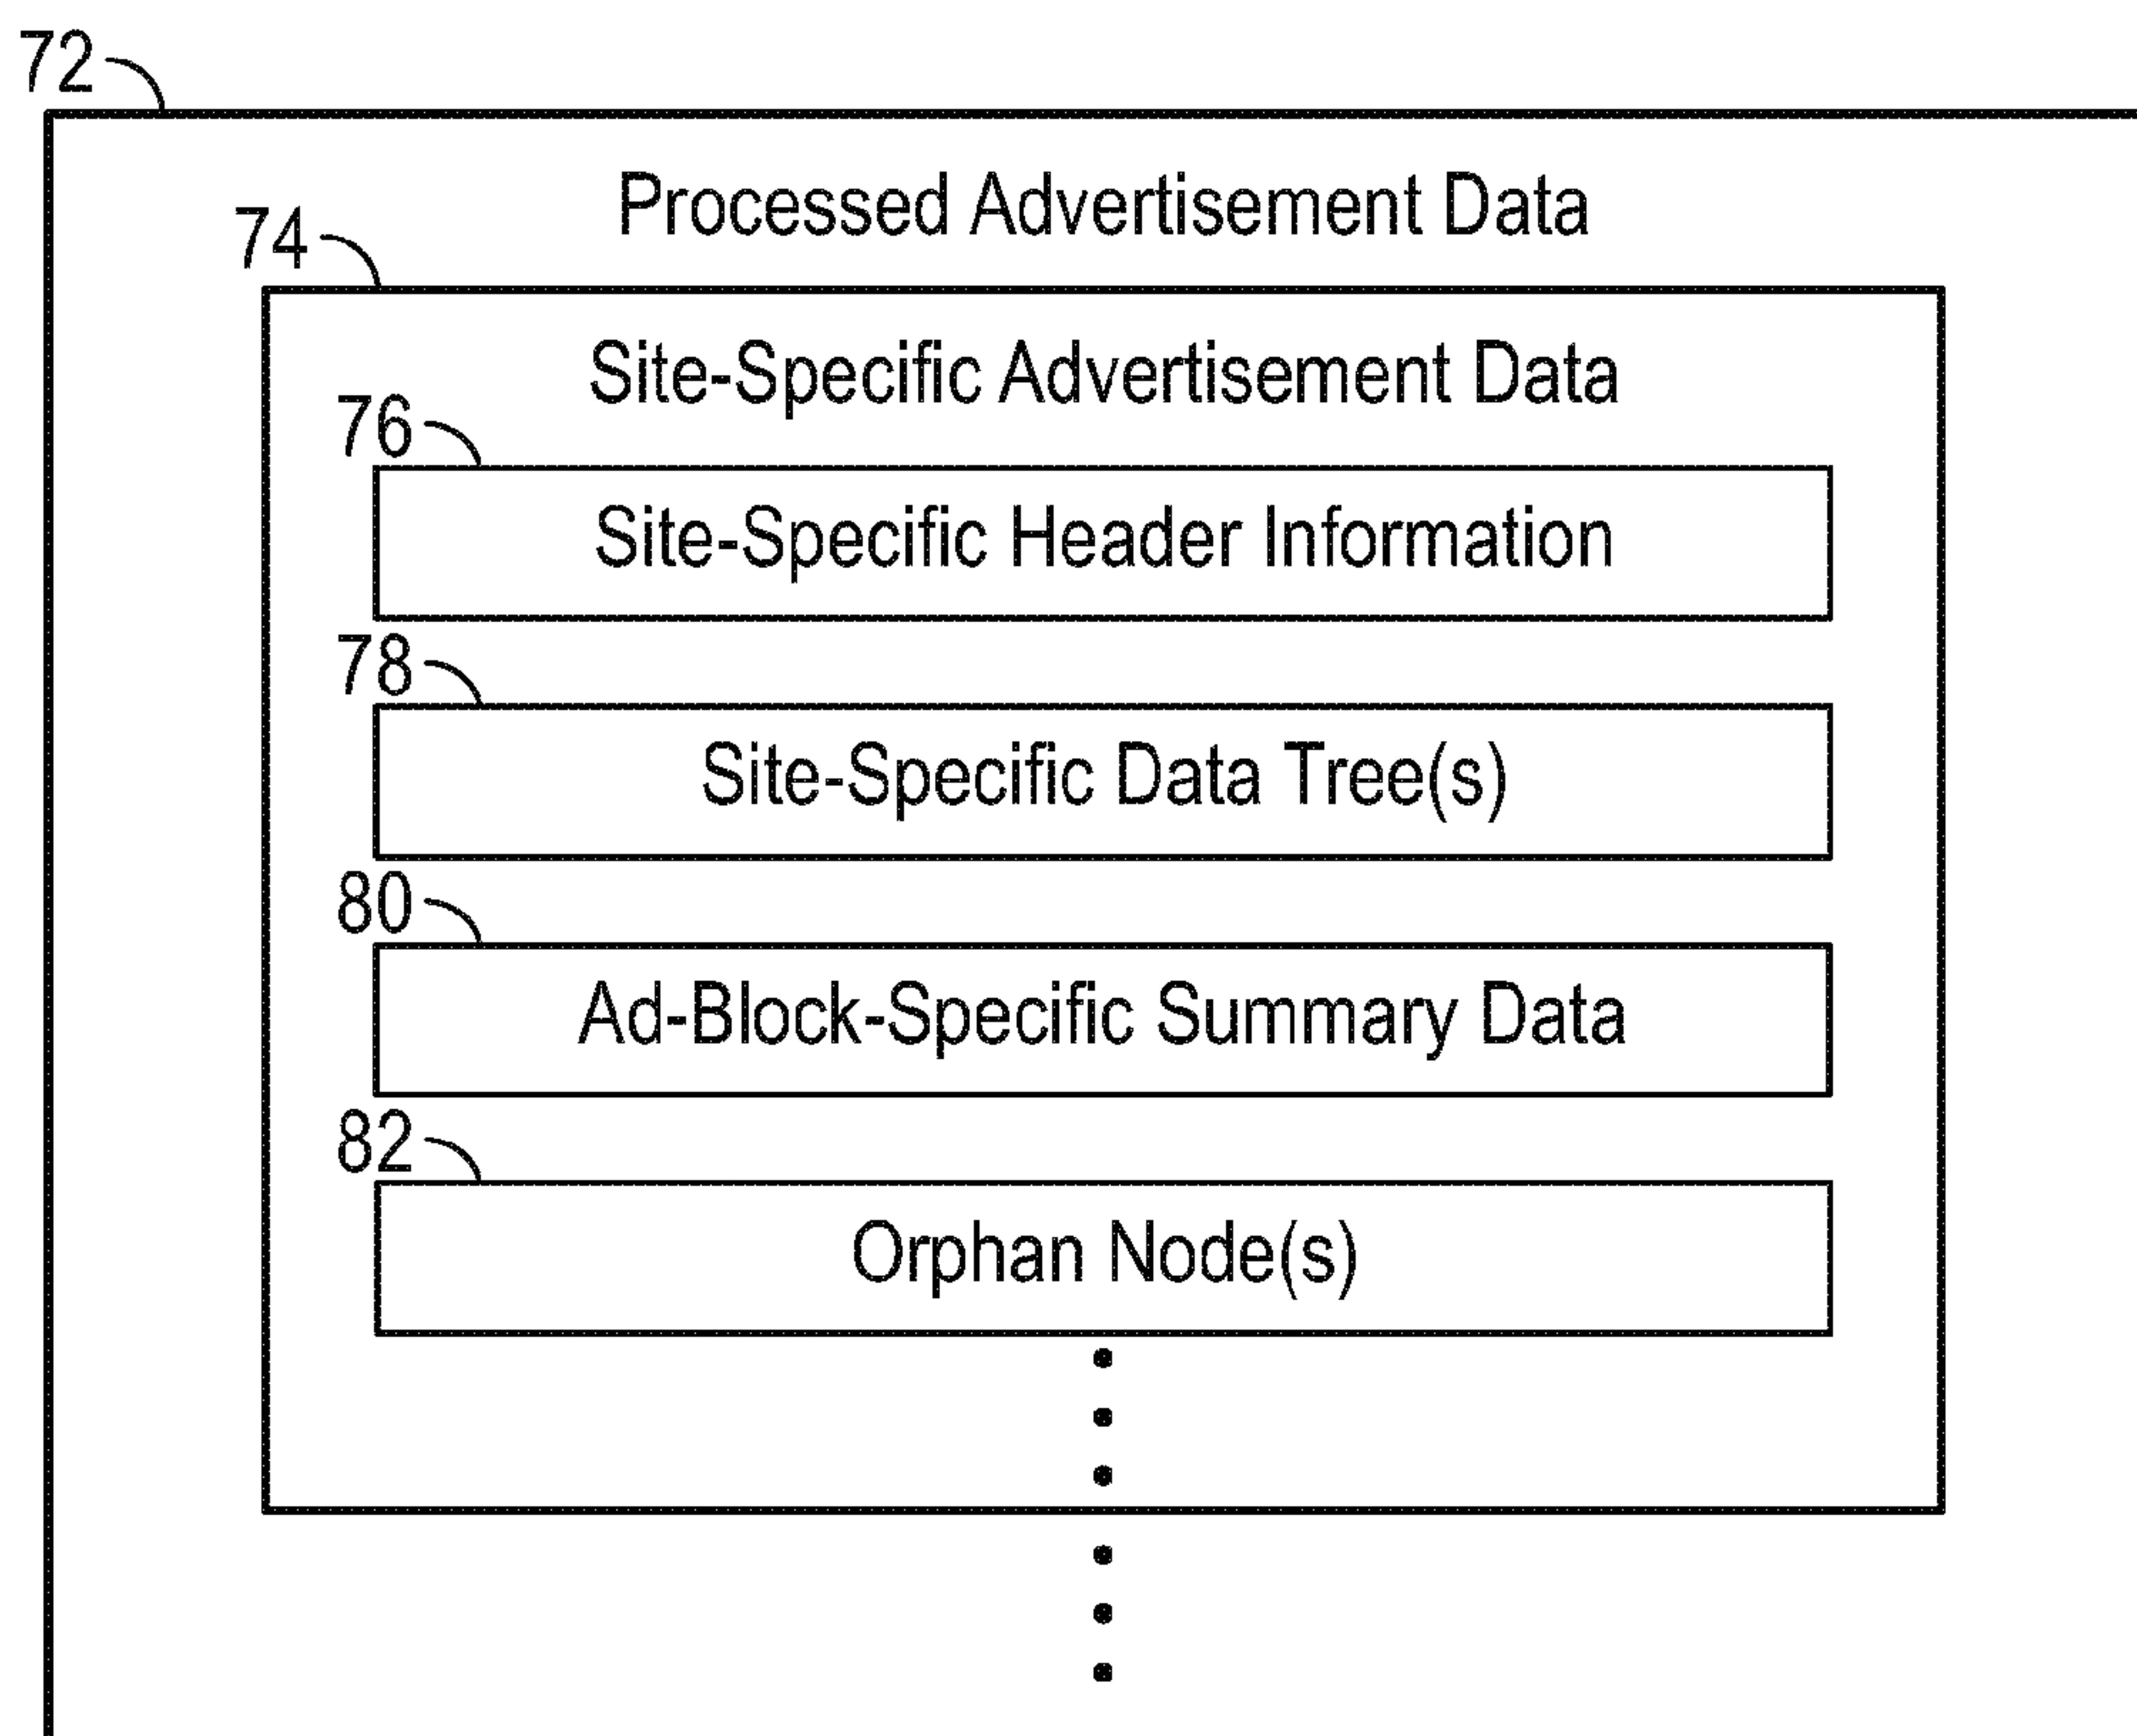 72
Processed Advertisement Data
74
Site-Specific Advertisement Data
76
Site-Specific Header Information
78
Site-Specific Data Tree(s)
80
Ad-Block-Specific Summary Data
82
Orphan Node(s)